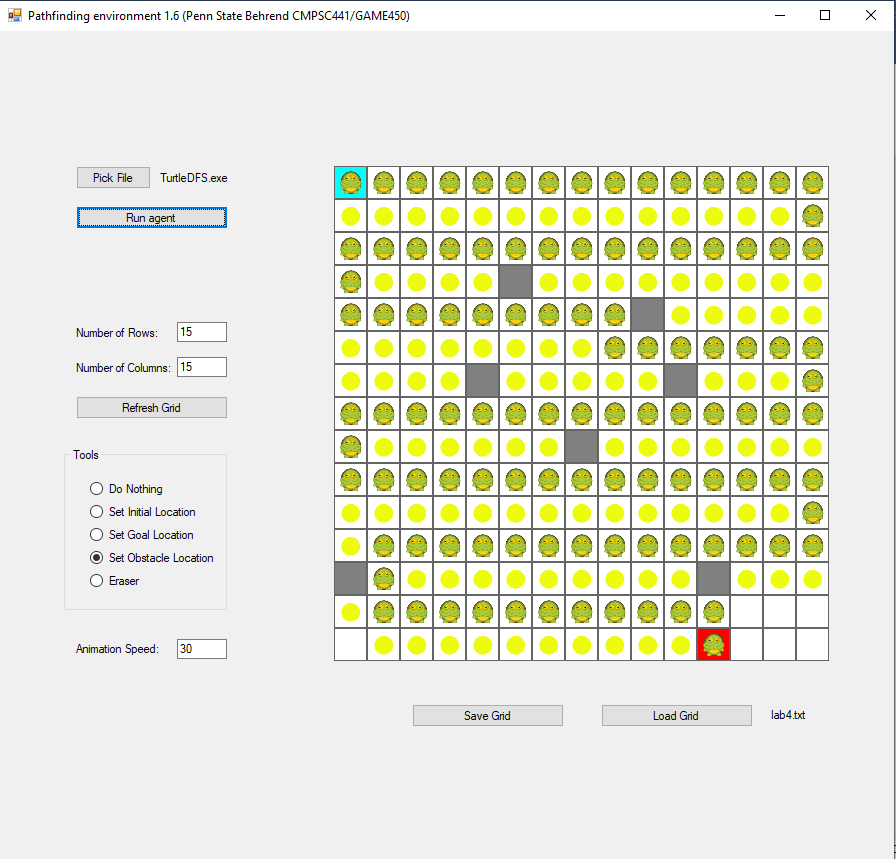 Pathfinding environment 1.6 (Penn State Behrend CMPSC441/GAME450)
Pick File TurtleDFS.exe
Run agent
Number of Rows: 15
Number of Columns: 15
Refresh Grid
Tools
Do Nothing
Set Initial Location
Set Goal Location
Set Obstacle Location
Eraser
Animation Speed: 30
Save Grid Load Grid lab4.txt